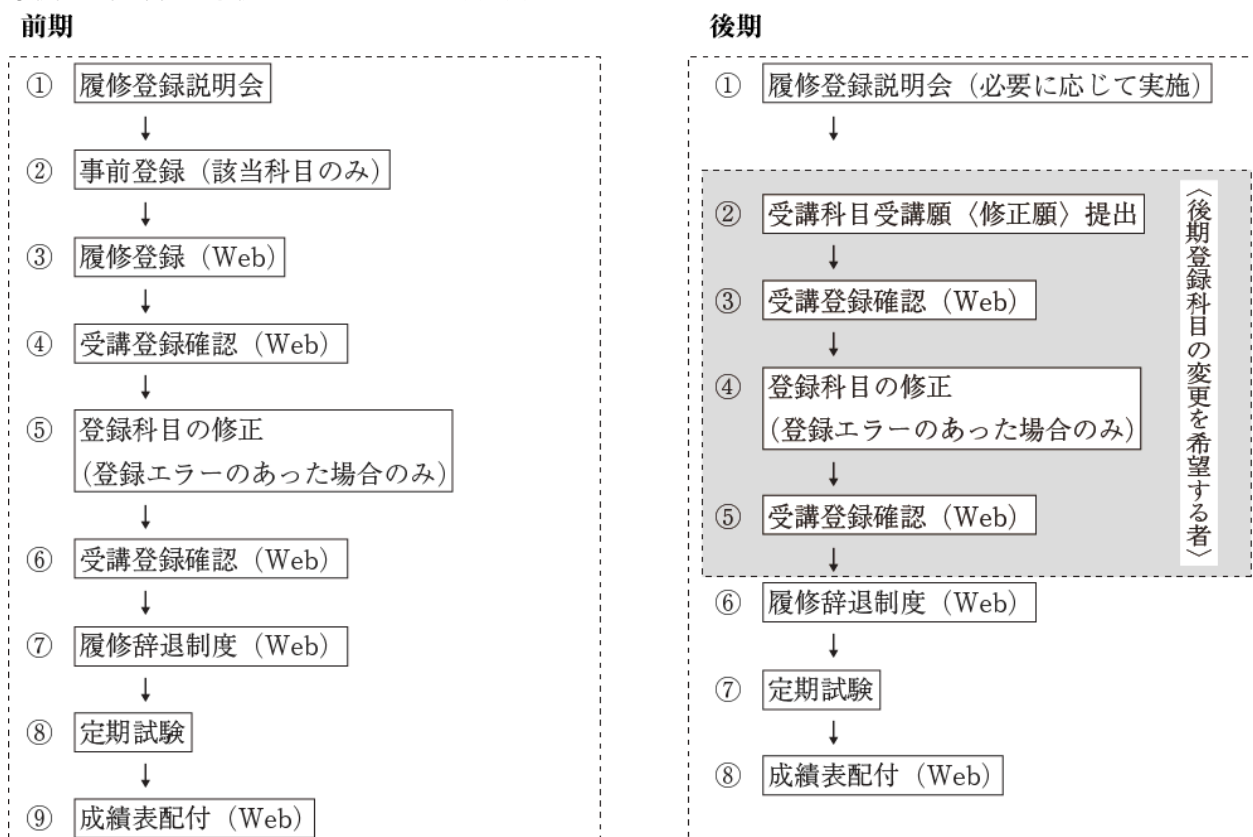 前期
① 履修登録説明会
↓
② 事前登録（該当科目のみ）
↓
③ 履修登録（Web）
↓
④ 受講登録確認（Web）
↓
⑤ 登録科目の修正
（登録エラーのあった場合のみ）
↓
⑥ 受講登録確認（Web）
↓
⑦ 履修辞退制度（Web）
↓
⑧ 定期試験
↓
⑨ 成績表配付（Web）
後期
① 履修登録説明会（必要に応じて実施）
↓
② 受講科目受講願〈修正願〉提出
↓
③ 受講登録確認（Web）
↓
④ 登録科目の修正
（登録エラーのあった場合のみ）
↓
⑤ 受講登録確認（Web）
↓
〈後期登録科目の変更を希望する者〉
⑥ 履修辞退制度（Web）
↓
⑦ 定期試験
↓
⑧ 成績表配付（Web）